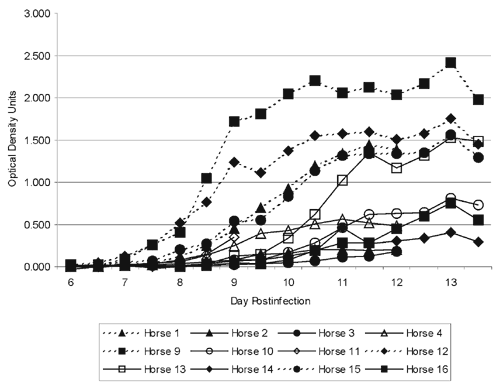 3.000
2.500
2.000
1.500
1.000
0.500
0.000
Optical Density Units
6 7 8 9 10 11 12 13
Day Postinfection
Horse 1 Horse 2 Horse 3 Horse 4
Horse 9 Horse 10 Horse 11 Horse 12
Horse 13 Horse 14 Horse 15 Horse 16